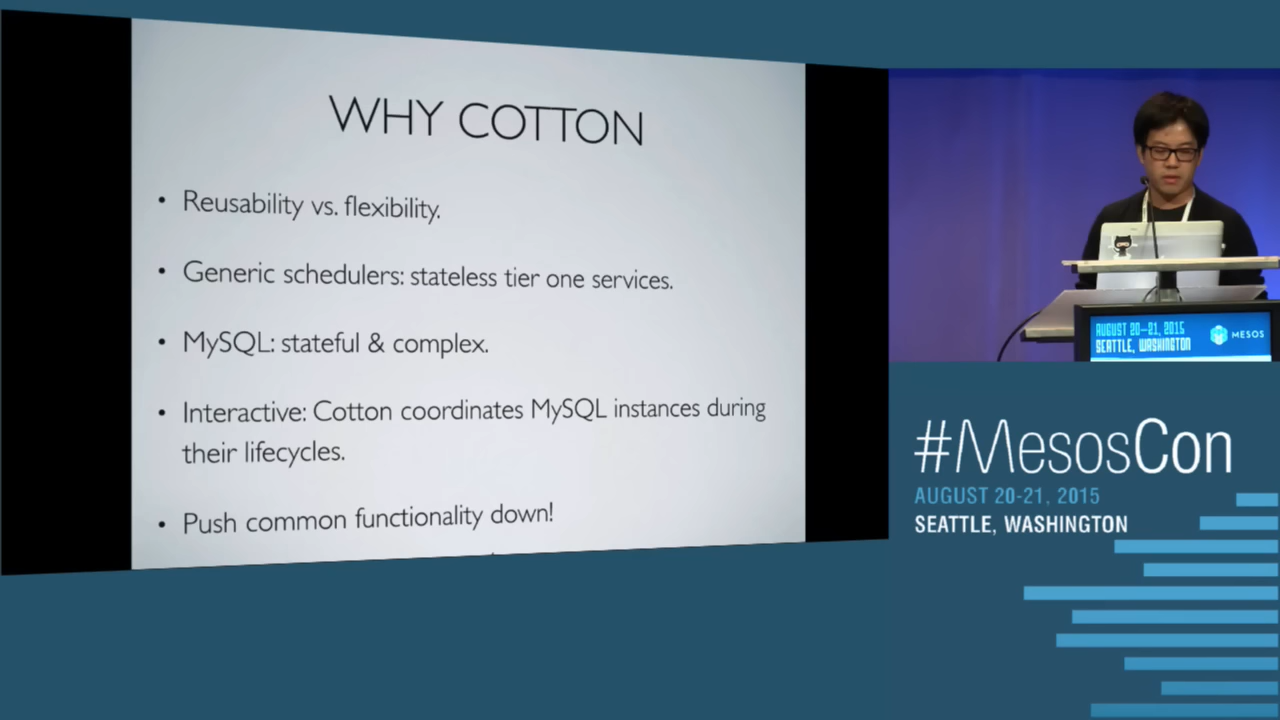 WHY COTTON
• Reusability vs. flexibility.
• Generic schedulers: stateless tier one services.
• MySQL: stateful & complex.
• Interactive: Cotton coordinates MySQL instances during
their lifecycles.
• Push common functionality down!
AUGUST 20-21, 2015
SEATTLE, WASHINGTON
MESOS
#MesosCon
AUGUST 20-21, 2015
SEATTLE, WASHINGTON